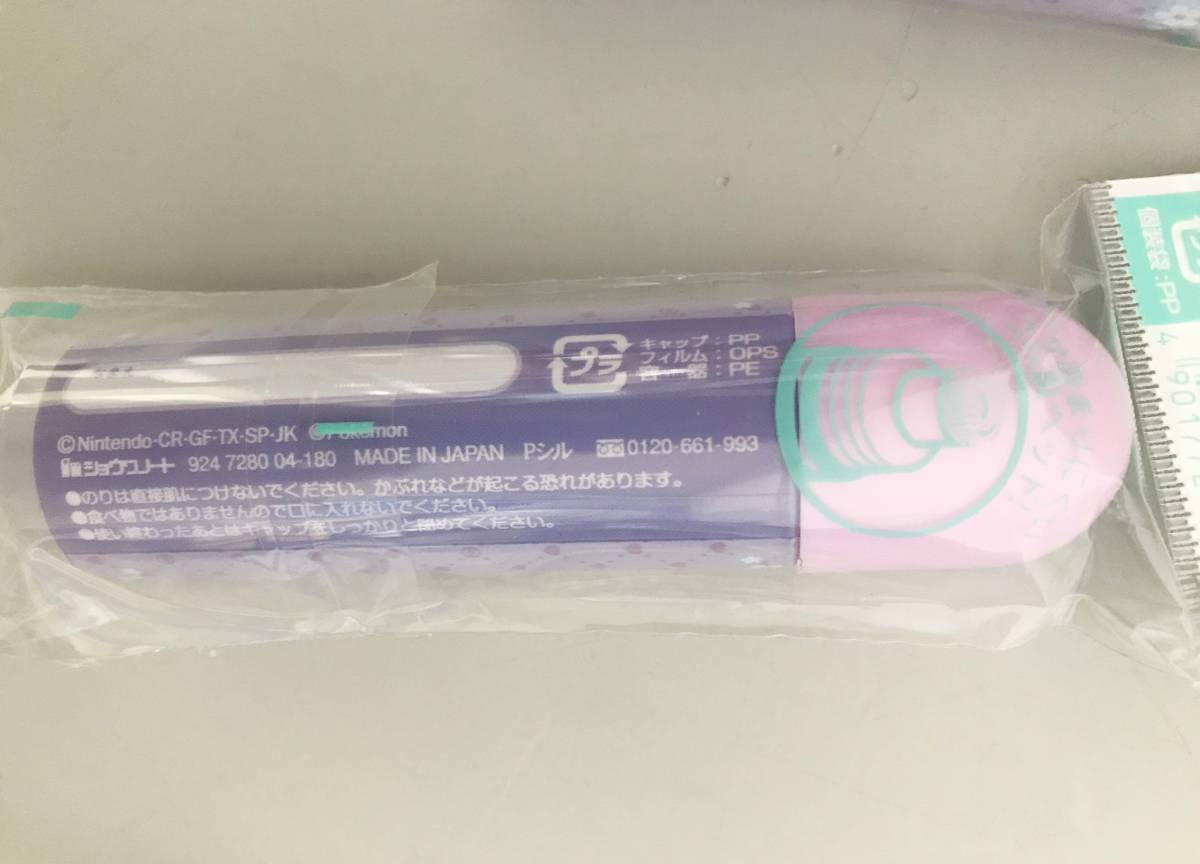 なまえ
プラ
キャップ：PP
フィルム：OPS
容　器：PE
©Nintendo・CR・GF・TX・SP・JK ©Pokémon
ショウワノート 924 7280 04-180 MADE IN JAPAN Pシル 0120-661-993
●のりは直接肌につけないでください。かぶれなどが起こる恐れがあります。
●食べ物ではありませんので口に入れないでください。
●使い終わったあとはキャップをしっかりと閉めてください。
個装袋：PP